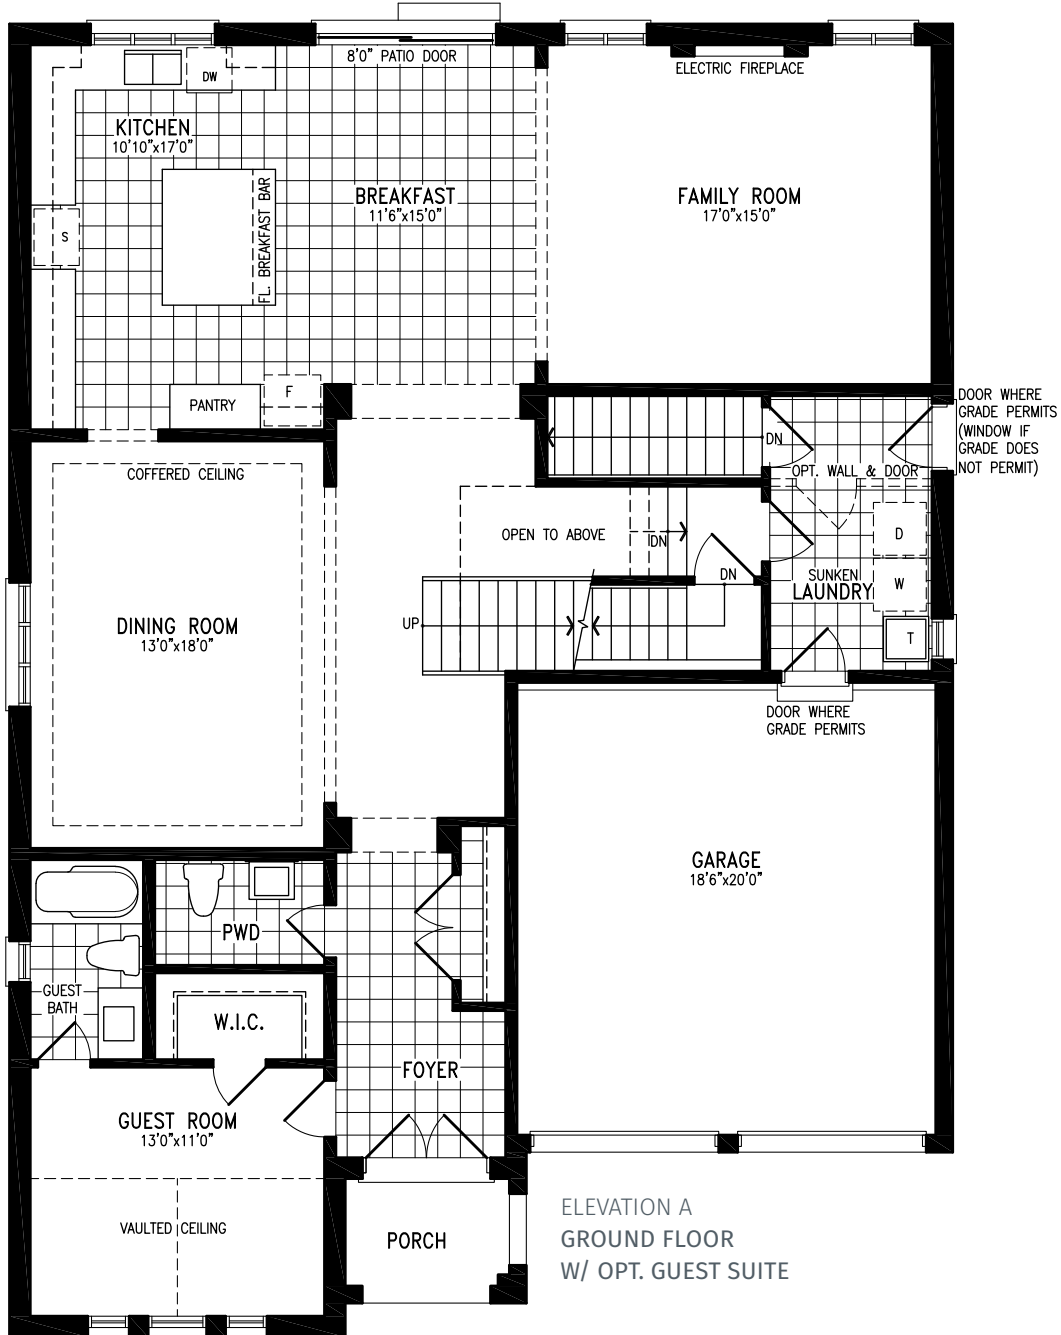 8'0" PATIO DOOR
ELECTRIC FIREPLACE
DW
KITCHEN
10'10"x17'0"
BREAKFAST
11'6"x15'0"
FAMILY ROOM
17'0"x15'0"
FL. BREAKFAST BAR
S
F
PANTRY
DOOR WHERE
GRADE PERMITS
(WINDOW IF
GRADE DOES
NOT PERMIT)
DN
OPT. WALL & DOOR
COFFERED CEILING
OPEN TO ABOVE
DN
D
DN
SUNKEN
LAUNDRY
W
UP
T
DINING ROOM
13'0"x18'0"
DOOR WHERE
GRADE PERMITS
GARAGE
18'6"x20'0"
PWD
GUEST
BATH
W.I.C.
FOYER
GUEST ROOM
13'0"x11'0"
VAULTED CEILING
PORCH
ELEVATION A
GROUND FLOOR
W/ OPT. GUEST SUITE